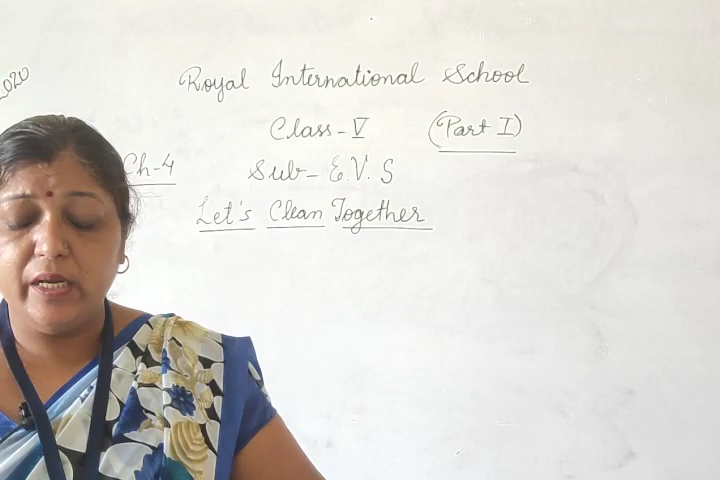 2020
Royal International School
Class - V (Part I)
Ch-4 Sub - E.V.S
Let's Clean Together